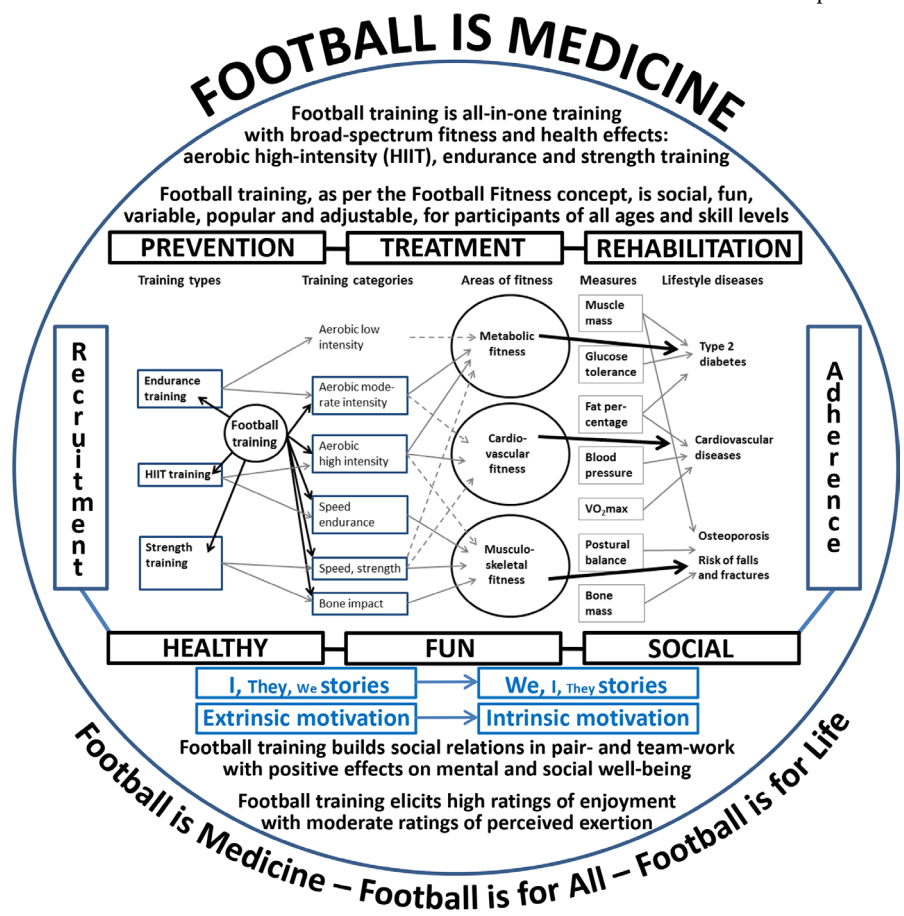 FOOTBALL IS MEDICINE
Football training is all-in-one training
with broad-spectrum fitness and health effects:
aerobic high-intensity (HIIT), endurance and strength training
Football training, as per the Football Fitness concept, is social, fun,
variable, popular and adjustable, for participants of all ages and skill levels
PREVENTION
TREATMENT
REHABILITATION
Training types
Training categories
Areas of fitness
Measures
Lifestyle diseases
Recruitment
Endurance
training
Football
training
HIIT training
Strength
training
Aerobic low
intensity
Aerobic mode-
rate intensity
Aerobic
high intensity
Speed
endurance
Speed, strength
Bone impact
Metabolic
fitness
Cardio-
vascular
fitness
Musculo-
skeletal
fitness
Muscle
mass
Glucose
tolerance
Fat per-
centage
Blood
pressure
VO₂max
Postural
balance
Bone
mass
Type 2
diabetes
Cardiovascular
diseases
Osteoporosis
Risk of falls
and fractures
Adherence
HEALTHY
FUN
SOCIAL
I, They, We stories
We, I, They stories
Extrinsic motivation
Intrinsic motivation
Football training builds social relations in pair- and team-work
with positive effects on mental and social well-being
Football training elicits high ratings of enjoyment
with moderate ratings of perceived exertion
Football is Medicine – Football is for All – Football is for Life